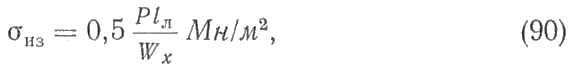 σиз = 0,5 Plл/Wx Мн/м², (90)